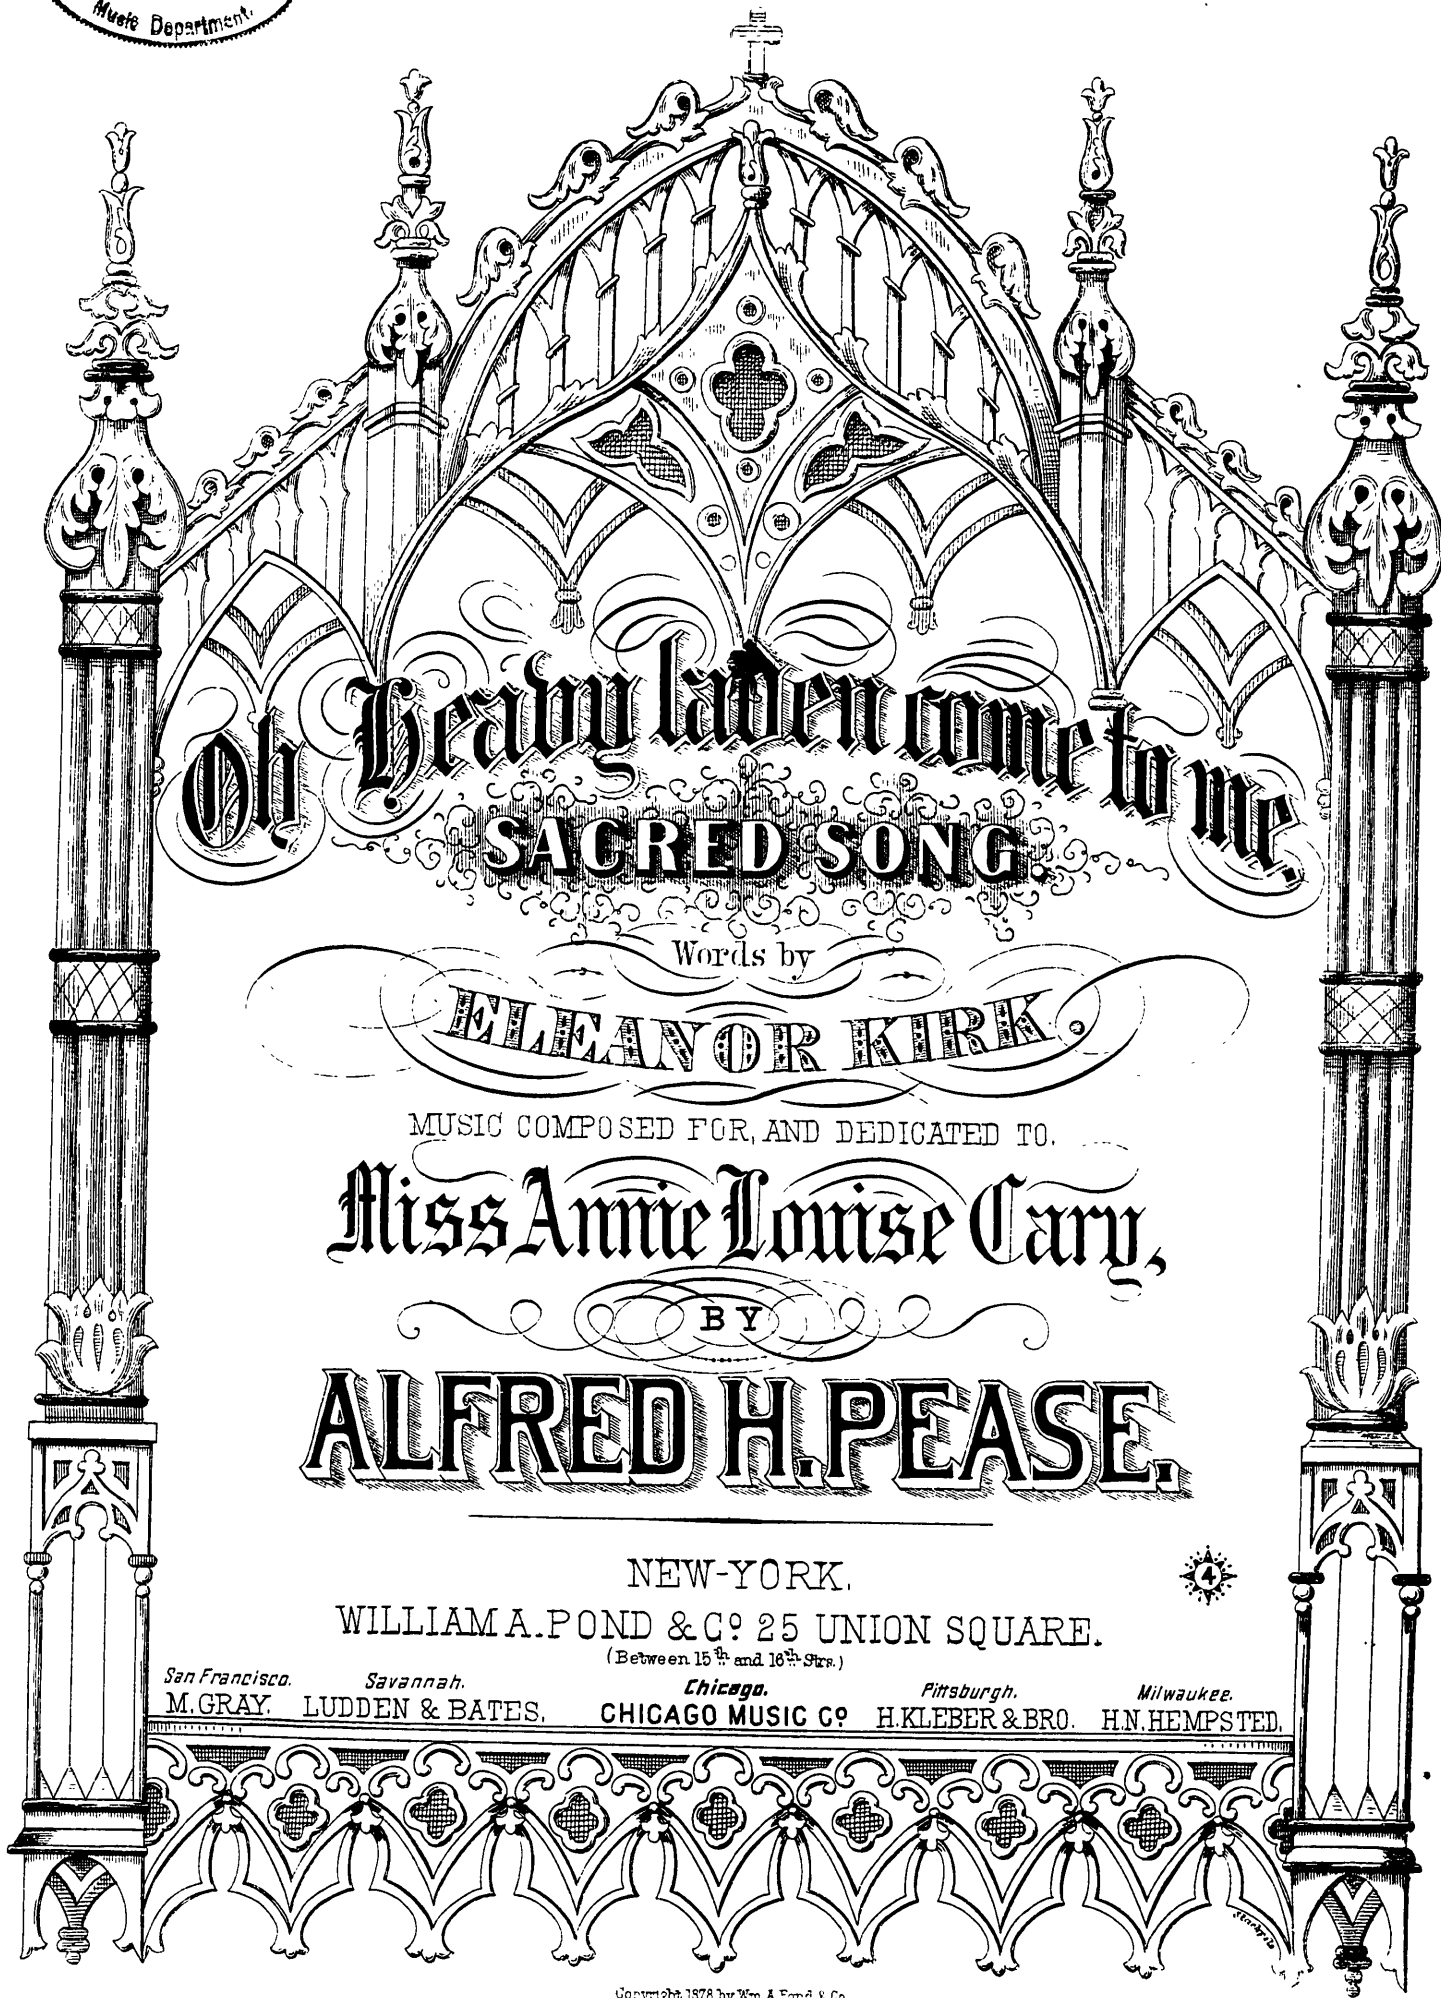 Music Department.
Oh Heavy laden come to me.
SACRED SONG.
Words by
ELEANOR KIRK.
MUSIC COMPOSED FOR, AND DEDICATED TO.
Miss Annie Louise Cary,
BY
ALFRED H. PEASE.
NEW-YORK.
4
WILLIAM A. POND & Co. 25 UNION SQUARE.
(Between 15th and 16th Strs.)
San Francisco. Savannah. Chicago. Pittsburgh. Milwaukee.
M. GRAY. LUDDEN & BATES. CHICAGO MUSIC Co. H. KLEBER & BRO. H. N. HEMPSTED.
Copyright 1878 by Wm A. Pond & Co.